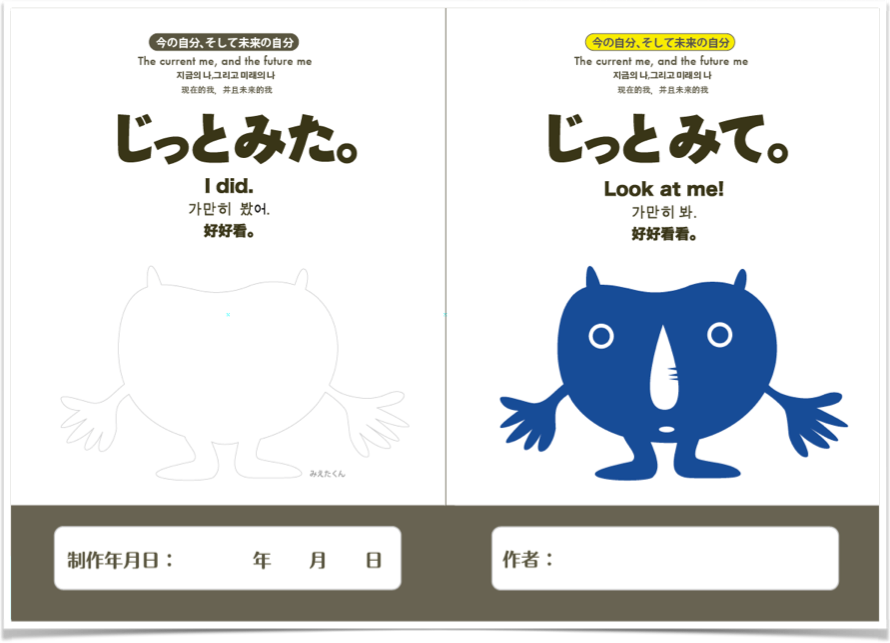 今の自分、そして未来の自分
The current me, and the future me
지금의 나,그리고 미래의 나
现在的我，并且未来的我
じっとみた。
I did.
가만히 봤어.
好好看。
みえたくん
今の自分、そして未来の自分
The current me, and the future me
지금의 나,그리고 미래의 나
现在的我，并且未来的我
じっとみて。
Look at me!
가만히 봐.
好好看看。
制作年月日： 年 月 日
作者：